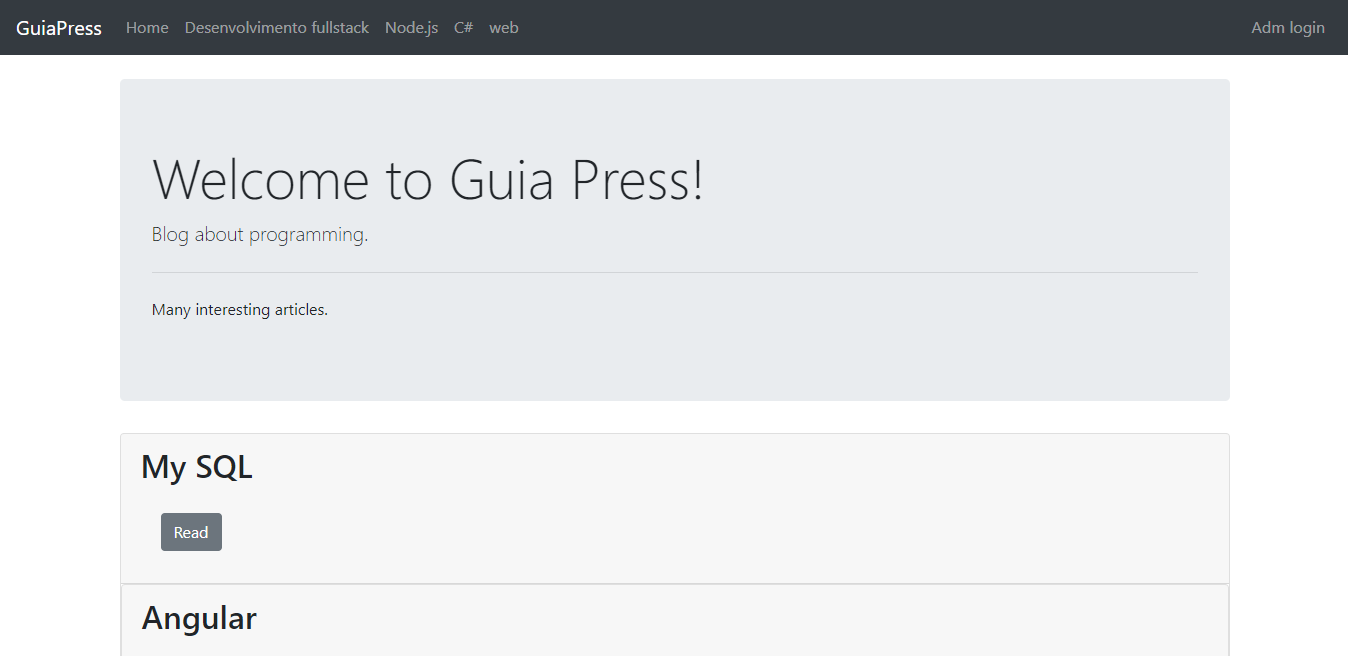 GuiaPress Home Desenvolvimento fullstack Node.js C# web Adm login
Welcome to Guia Press!
Blog about programming.
Many interesting articles.
My SQL
Read
Angular